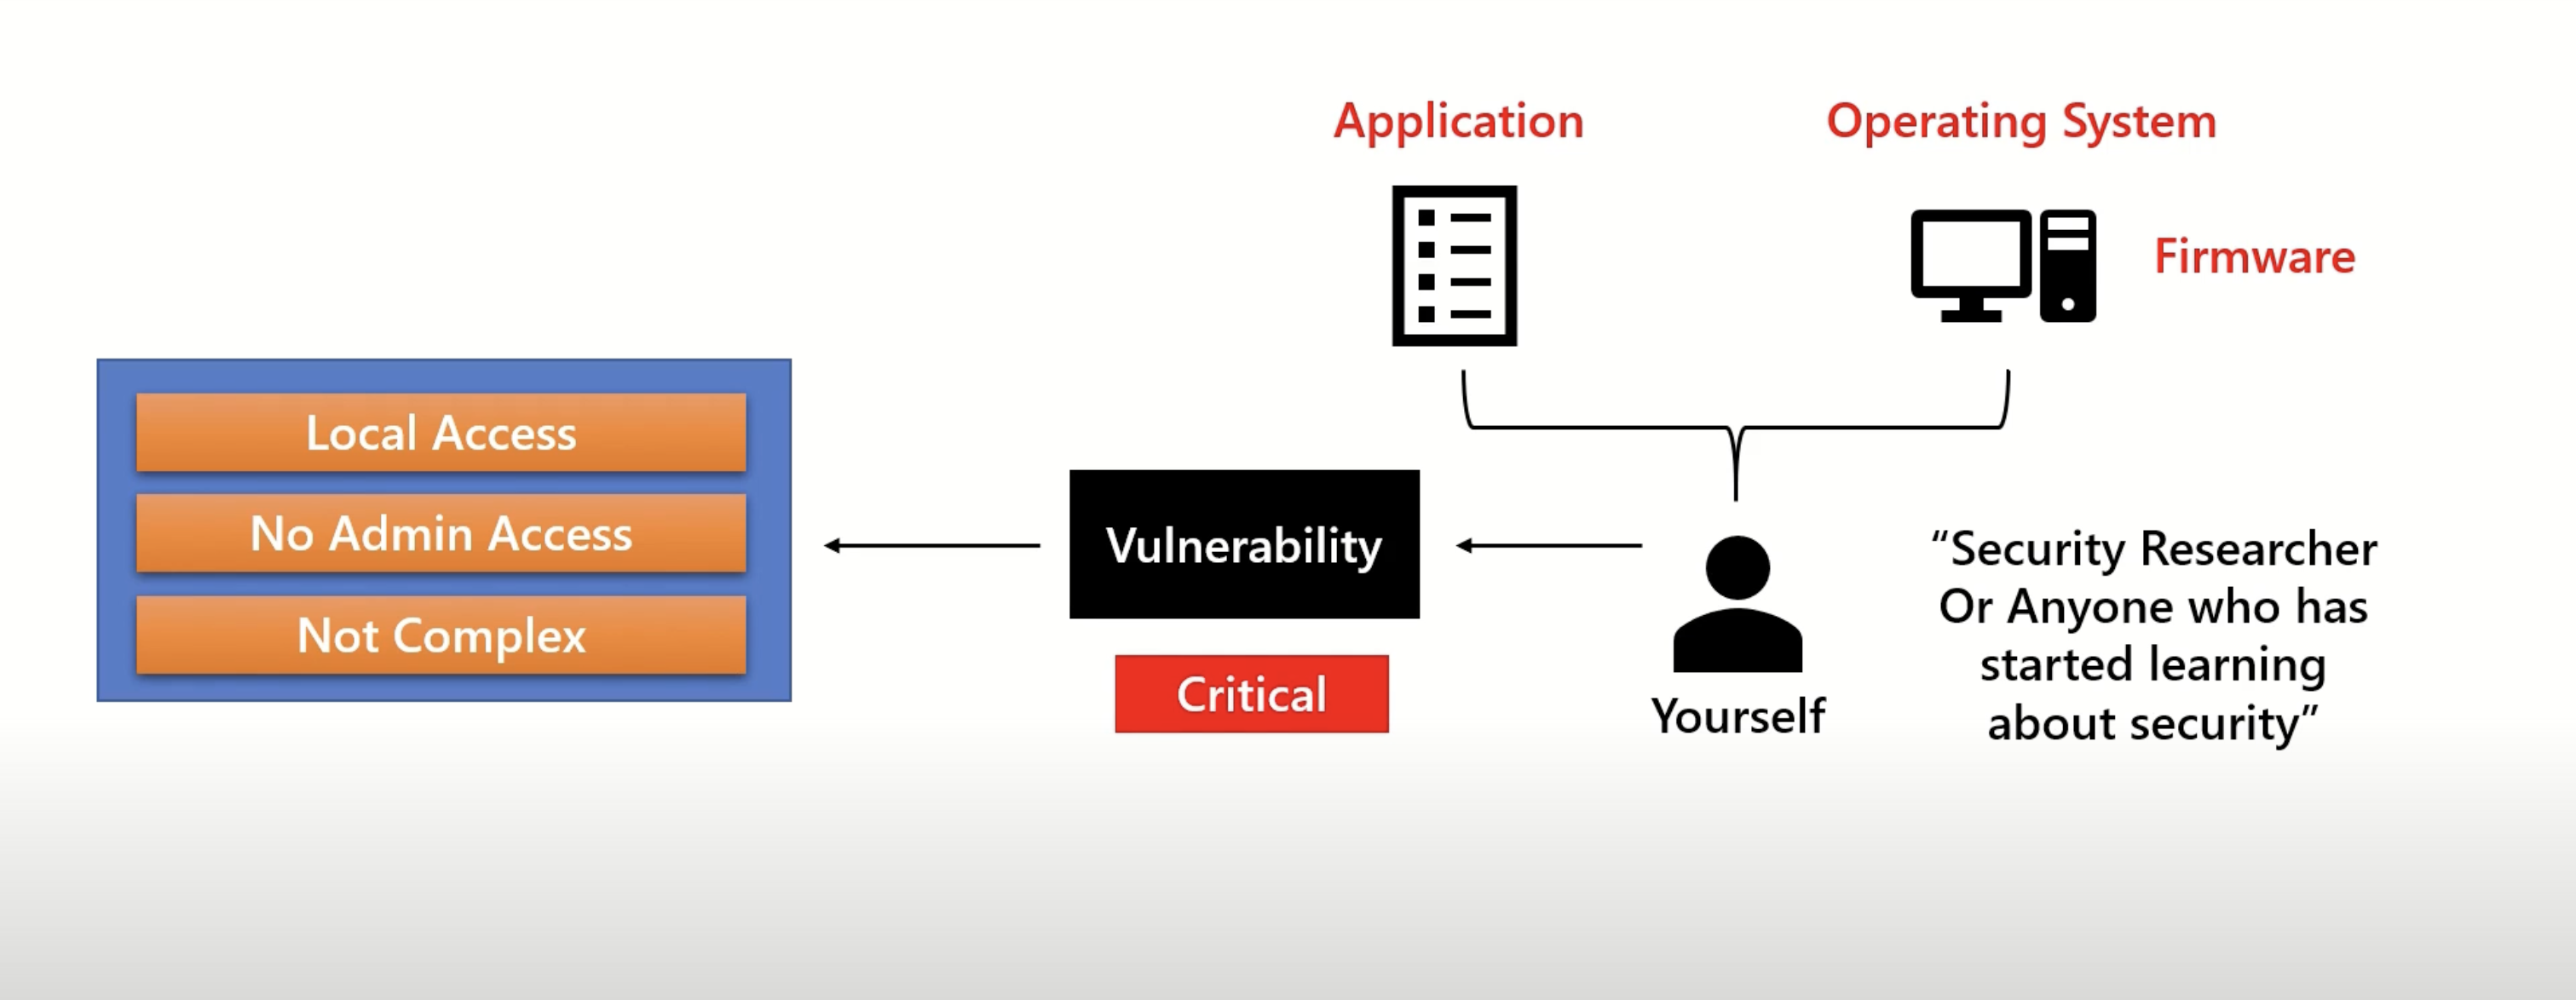 Application
Operating System
Firmware
Local Access
No Admin Access
Not Complex
Vulnerability
Critical
Yourself
“Security Researcher
Or Anyone who has
started learning
about security”